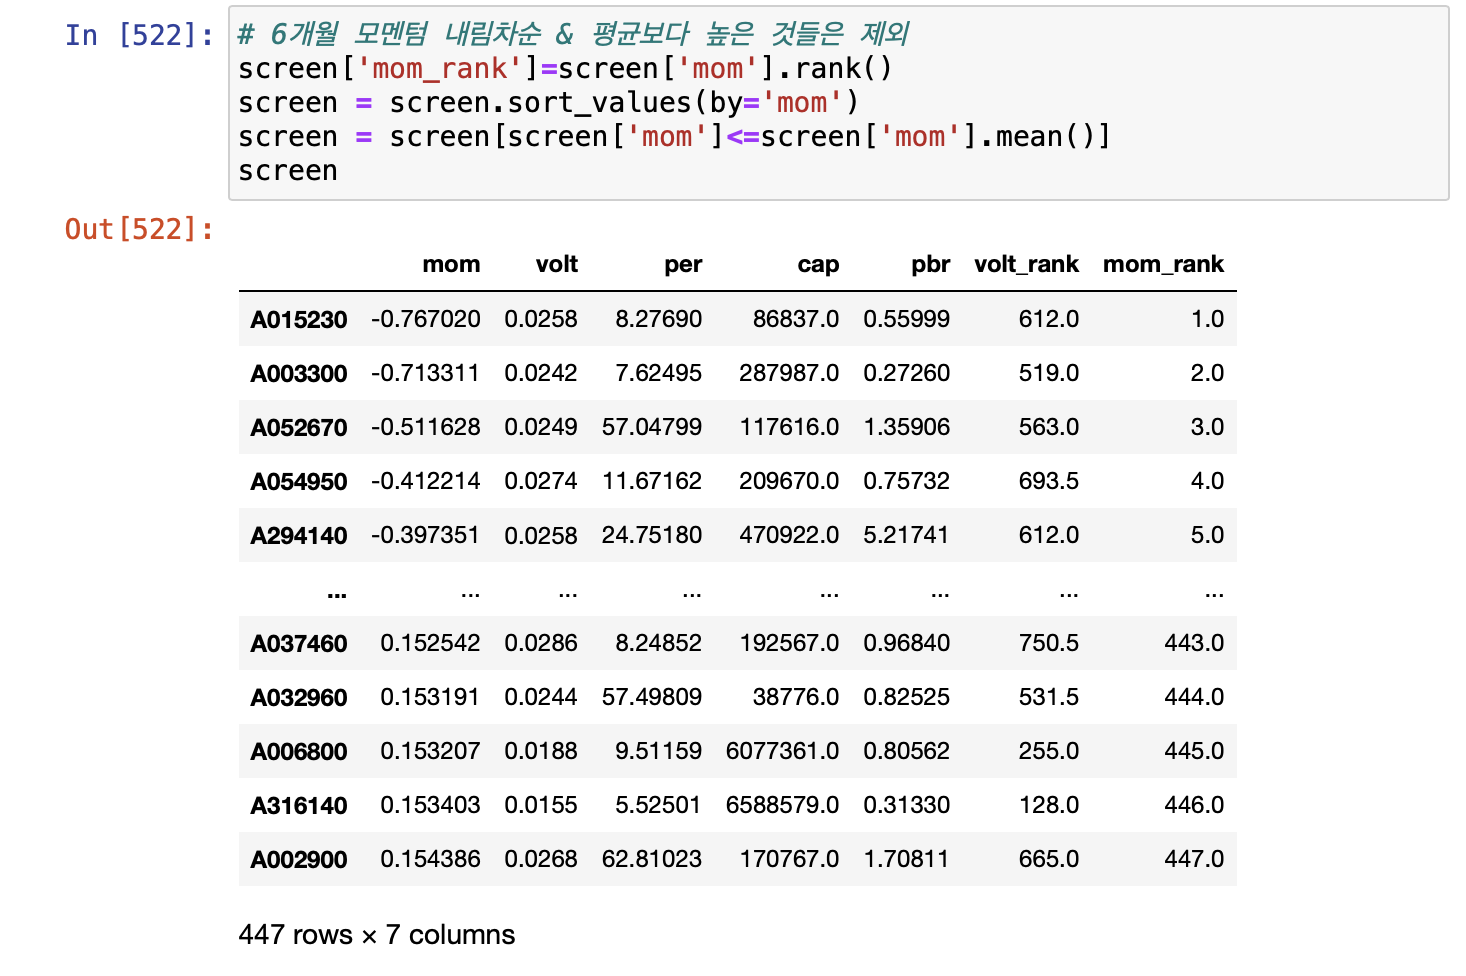 In [522]:
# 6개월 모멘텀 내림차순 & 평균보다 높은 것들은 제외
screen['mom_rank']=screen['mom'].rank()
screen = screen.sort_values(by='mom')
screen = screen[screen['mom']<=screen['mom'].mean()]
screen
Out[522]:
mom volt per cap pbr volt_rank mom_rank
A015230 -0.767020 0.0258 8.27690 86837.0 0.55999 612.0 1.0
A003300 -0.713311 0.0242 7.62495 287987.0 0.27260 519.0 2.0
A052670 -0.511628 0.0249 57.04799 117616.0 1.35906 563.0 3.0
A054950 -0.412214 0.0274 11.67162 209670.0 0.75732 693.5 4.0
A294140 -0.397351 0.0258 24.75180 470922.0 5.21741 612.0 5.0
... ... ... ... ... ... ... ...
A037460 0.152542 0.0286 8.24852 192567.0 0.96840 750.5 443.0
A032960 0.153191 0.0244 57.49809 38776.0 0.82525 531.5 444.0
A006800 0.153207 0.0188 9.51159 6077361.0 0.80562 255.0 445.0
A316140 0.153403 0.0155 5.52501 6588579.0 0.31330 128.0 446.0
A002900 0.154386 0.0268 62.81023 170767.0 1.70811 665.0 447.0
447 rows × 7 columns